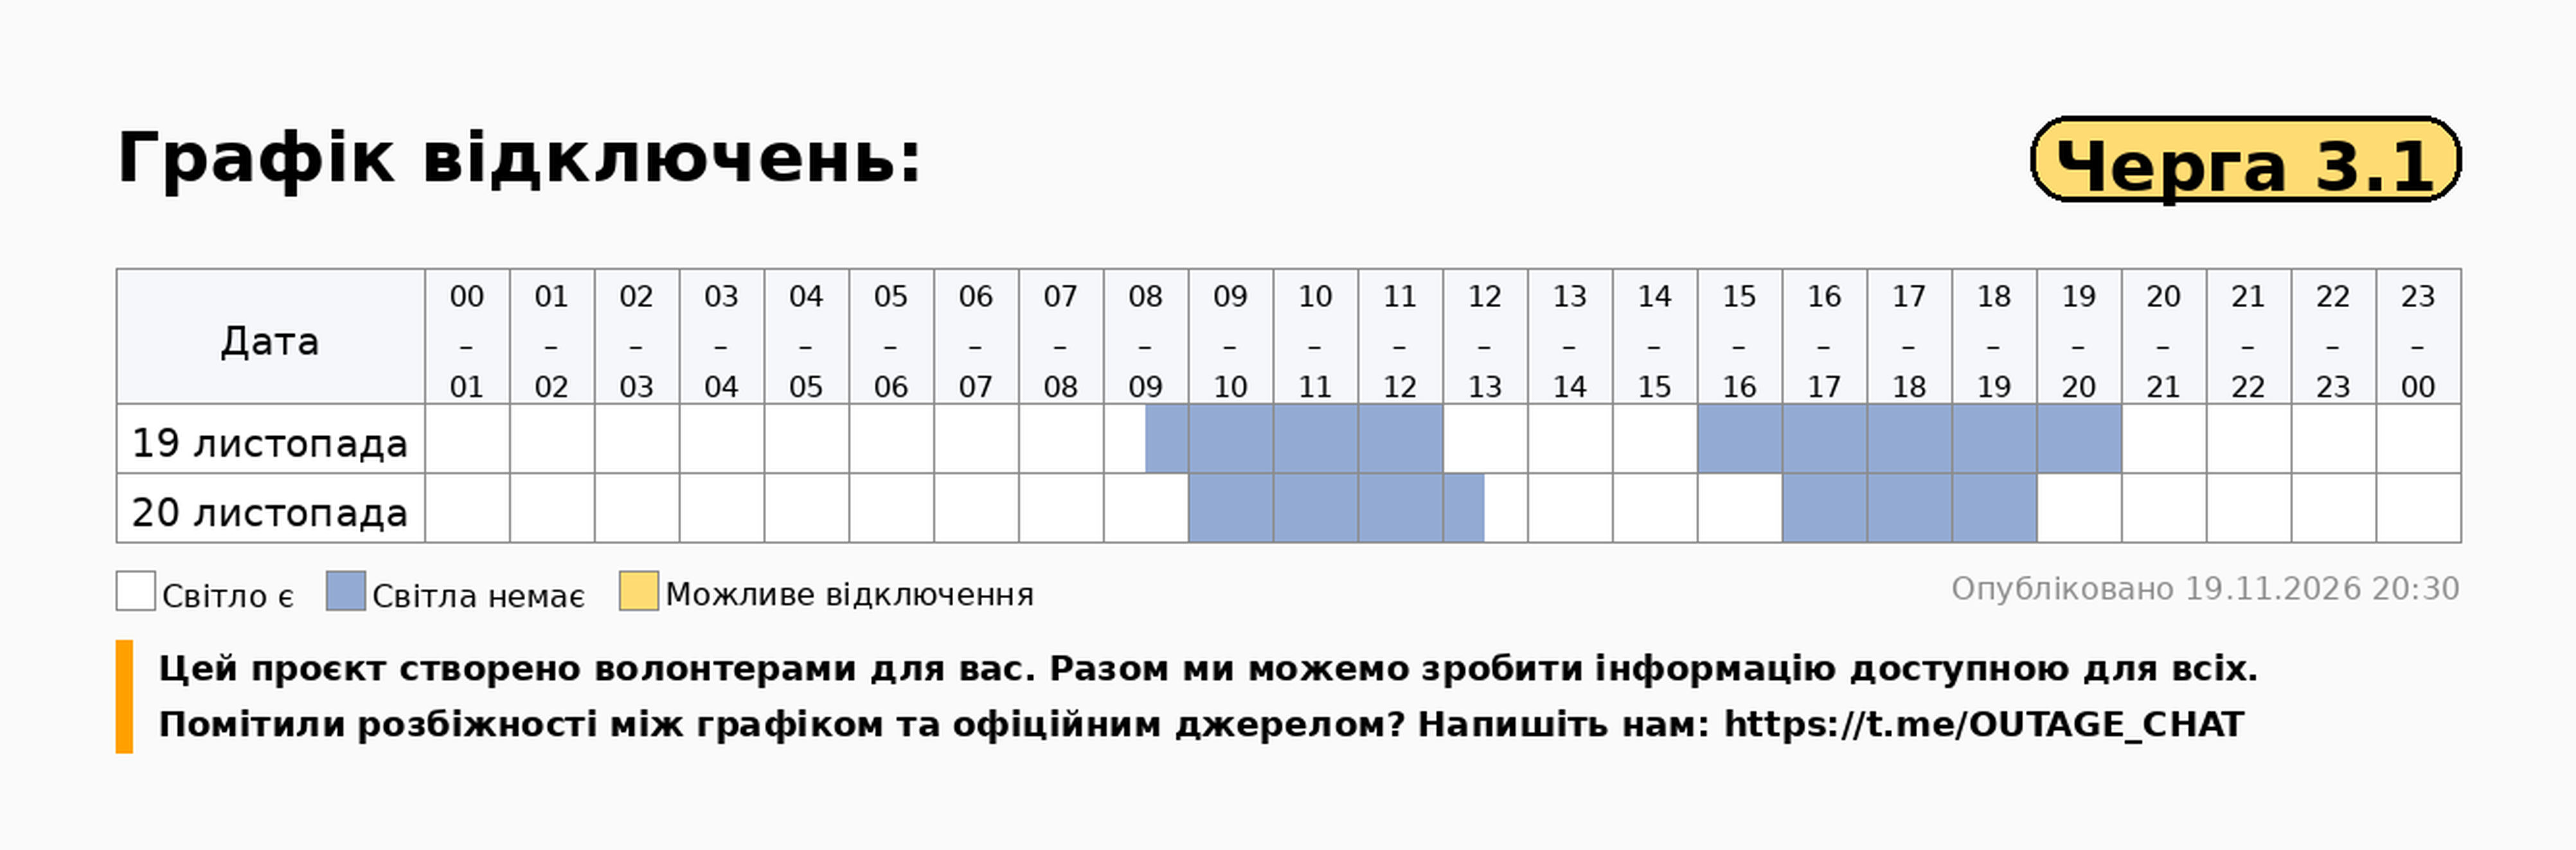 Графік відключень:
Черга 3.1
Дата 00 – 01 01 – 02 02 – 03 03 – 04 04 – 05 05 – 06 06 – 07 07 – 08 08 – 09 09 – 10 10 – 11 11 – 12 12 – 13 13 – 14 14 – 15 15 – 16 16 – 17 17 – 18 18 – 19 19 – 20 20 – 21 21 – 22 22 – 23 23 – 00
19 листопада
20 листопада
Світло є Світла немає Можливе відключення
Опубліковано 19.11.2026 20:30
Цей проєкт створено волонтерами для вас. Разом ми можемо зробити інформацію доступною для всіх.
Помітили розбіжності між графіком та офіційним джерелом? Напишіть нам: https://t.me/OUTAGE_CHAT